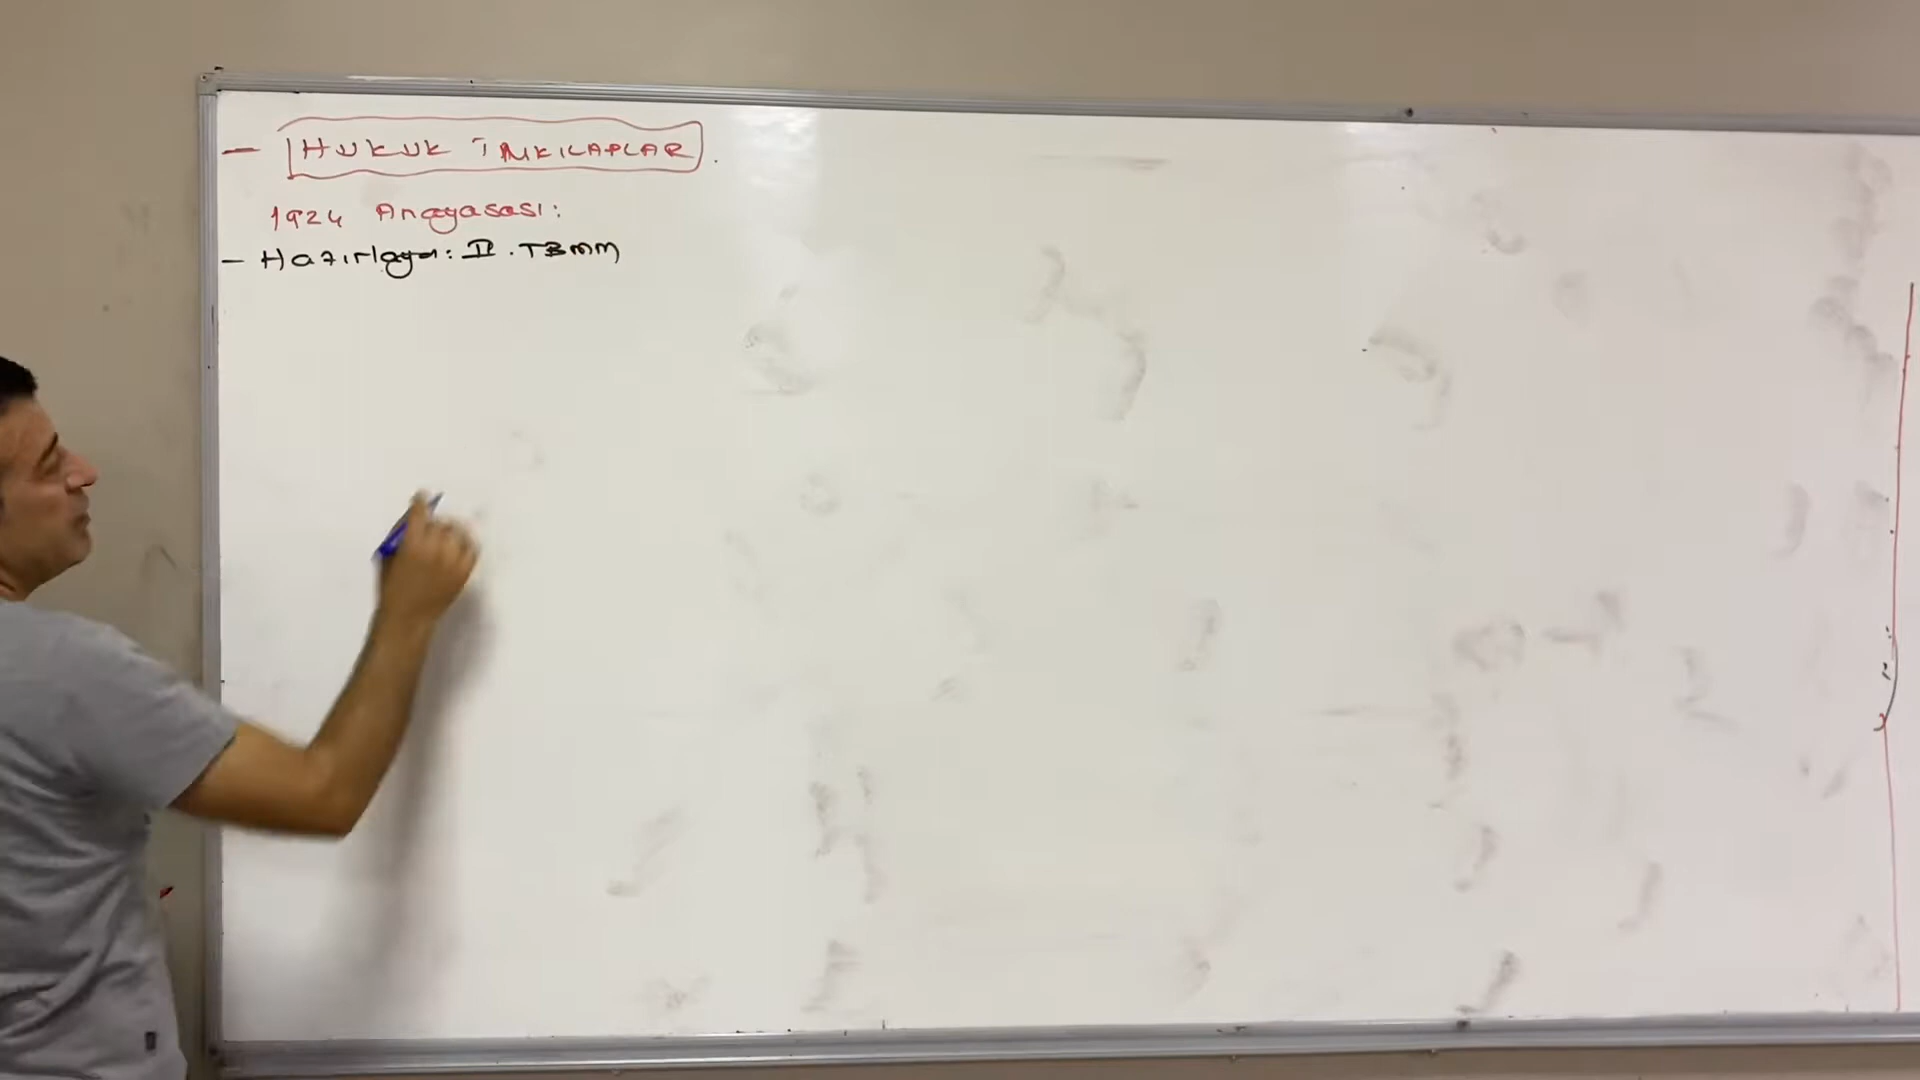 - HUKUK İNKILAPLAR.
1924 Anayasası:
- Hazırlayan: II. TBMM